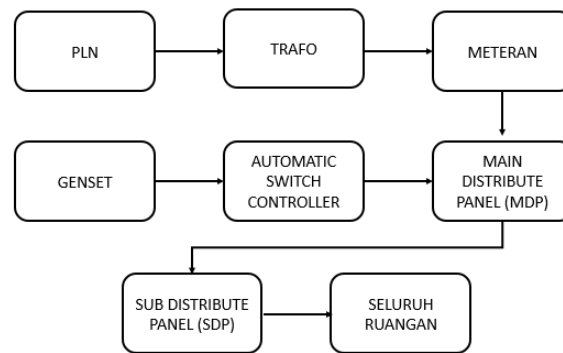 PLN
TRAFO
METERAN
GENSET
AUTOMATIC
SWITCH
CONTROLLER
MAIN
DISTRIBUTE
PANEL (MDP)
SUB DISTRIBUTE
PANEL (SDP)
SELURUH
RUANGAN